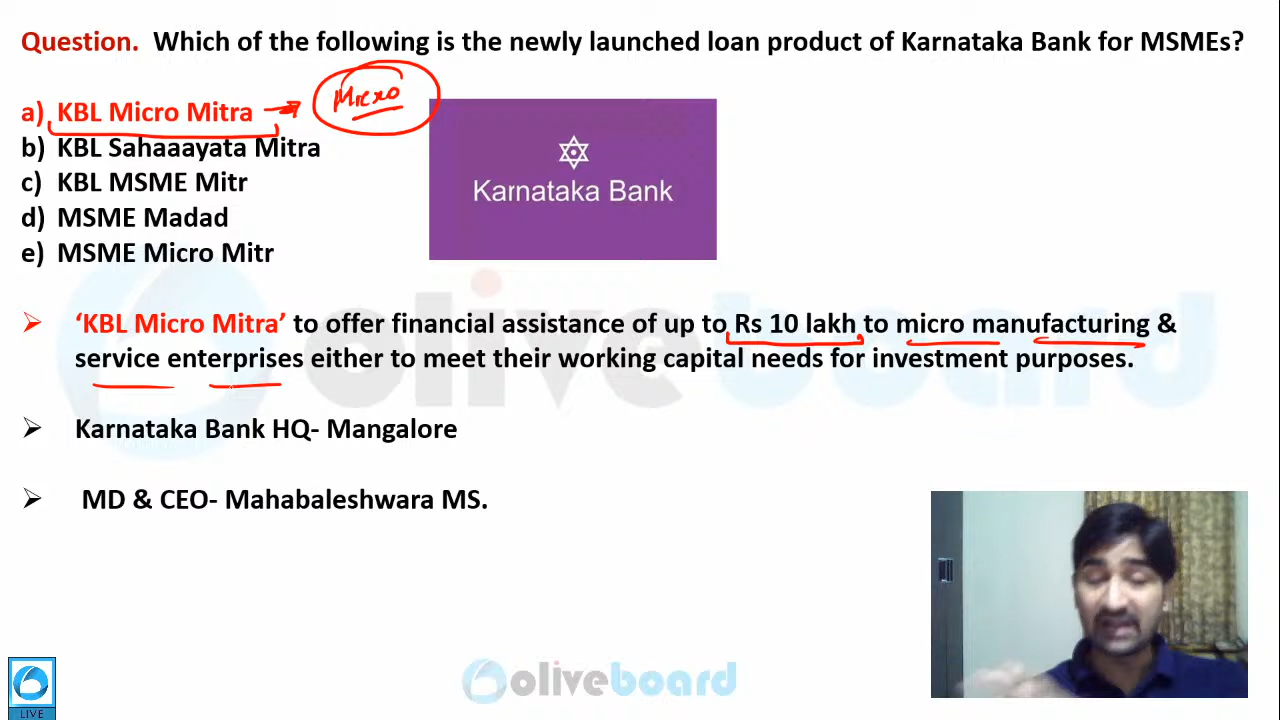 Question. Which of the following is the newly launched loan product of Karnataka Bank for MSMEs?
a) KBL Micro Mitra
Micro
b) KBL Sahaaayata Mitra
c) KBL MSME Mitr
d) MSME Madad
e) MSME Micro Mitr
Karnataka Bank
‘KBL Micro Mitra’ to offer financial assistance of up to Rs 10 lakh to micro manufacturing &
service enterprises either to meet their working capital needs for investment purposes.
oliveboard
Karnataka Bank HQ- Mangalore
MD & CEO- Mahabaleshwara MS.
oliveboard
LIVE